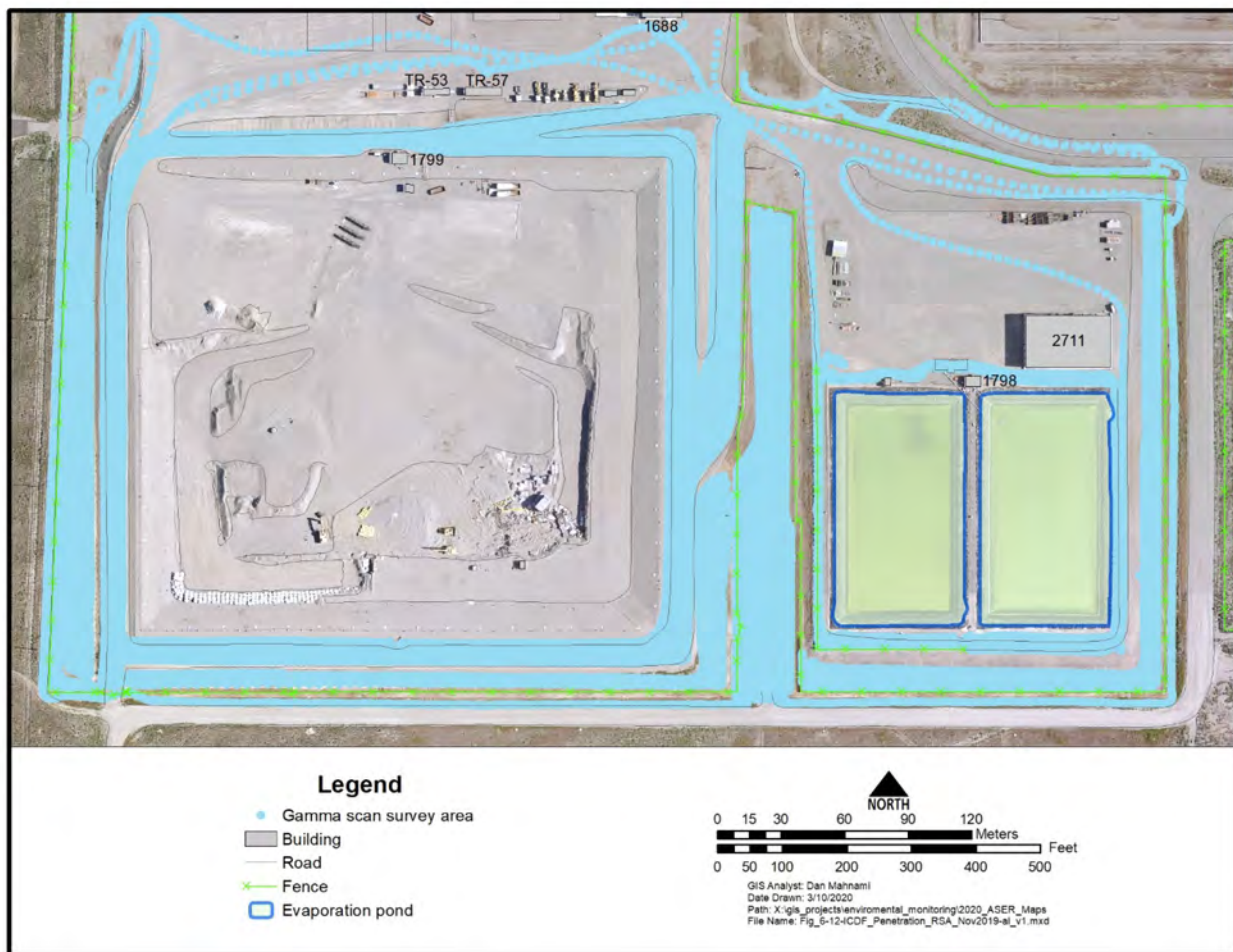 1688
TR-53
TR-57
1799
2711
1798
Legend
Gamma scan survey area
Building
Road
Fence
Evaporation pond
NORTH
0 15 30 60 90 120
Meters
Feet
0 50 100 200 300 400 500
GIS Analyst: Dan Mahnami
Date Drawn: 3/10/2020
Path: X:\gis_projects\enviromental_monitoring\2020_ASER_Maps
File Name: Fig_6-12-ICDF_Penetration_RSA_Nov2019-al_v1.mxd